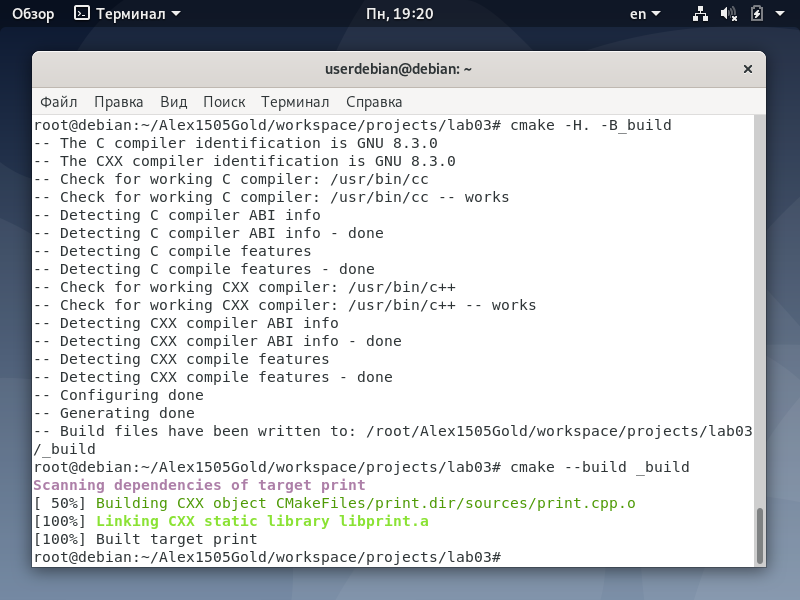 Обзор Терминал Пн, 19:20 en
userdebian@debian: ~
Файл Правка Вид Поиск Терминал Справка
root@debian:~/Alex1505Gold/workspace/projects/lab03# cmake -H. -B_build
-- The C compiler identification is GNU 8.3.0
-- The CXX compiler identification is GNU 8.3.0
-- Check for working C compiler: /usr/bin/cc
-- Check for working C compiler: /usr/bin/cc -- works
-- Detecting C compiler ABI info
-- Detecting C compiler ABI info - done
-- Detecting C compile features
-- Detecting C compile features - done
-- Check for working CXX compiler: /usr/bin/c++
-- Check for working CXX compiler: /usr/bin/c++ -- works
-- Detecting CXX compiler ABI info
-- Detecting CXX compiler ABI info - done
-- Detecting CXX compile features
-- Detecting CXX compile features - done
-- Configuring done
-- Generating done
-- Build files have been written to: /root/Alex1505Gold/workspace/projects/lab03
/_build
root@debian:~/Alex1505Gold/workspace/projects/lab03# cmake --build _build
Scanning dependencies of target print
[ 50%] Building CXX object CMakeFiles/print.dir/sources/print.cpp.o
[100%] Linking CXX static library libprint.a
[100%] Built target print
root@debian:~/Alex1505Gold/workspace/projects/lab03#